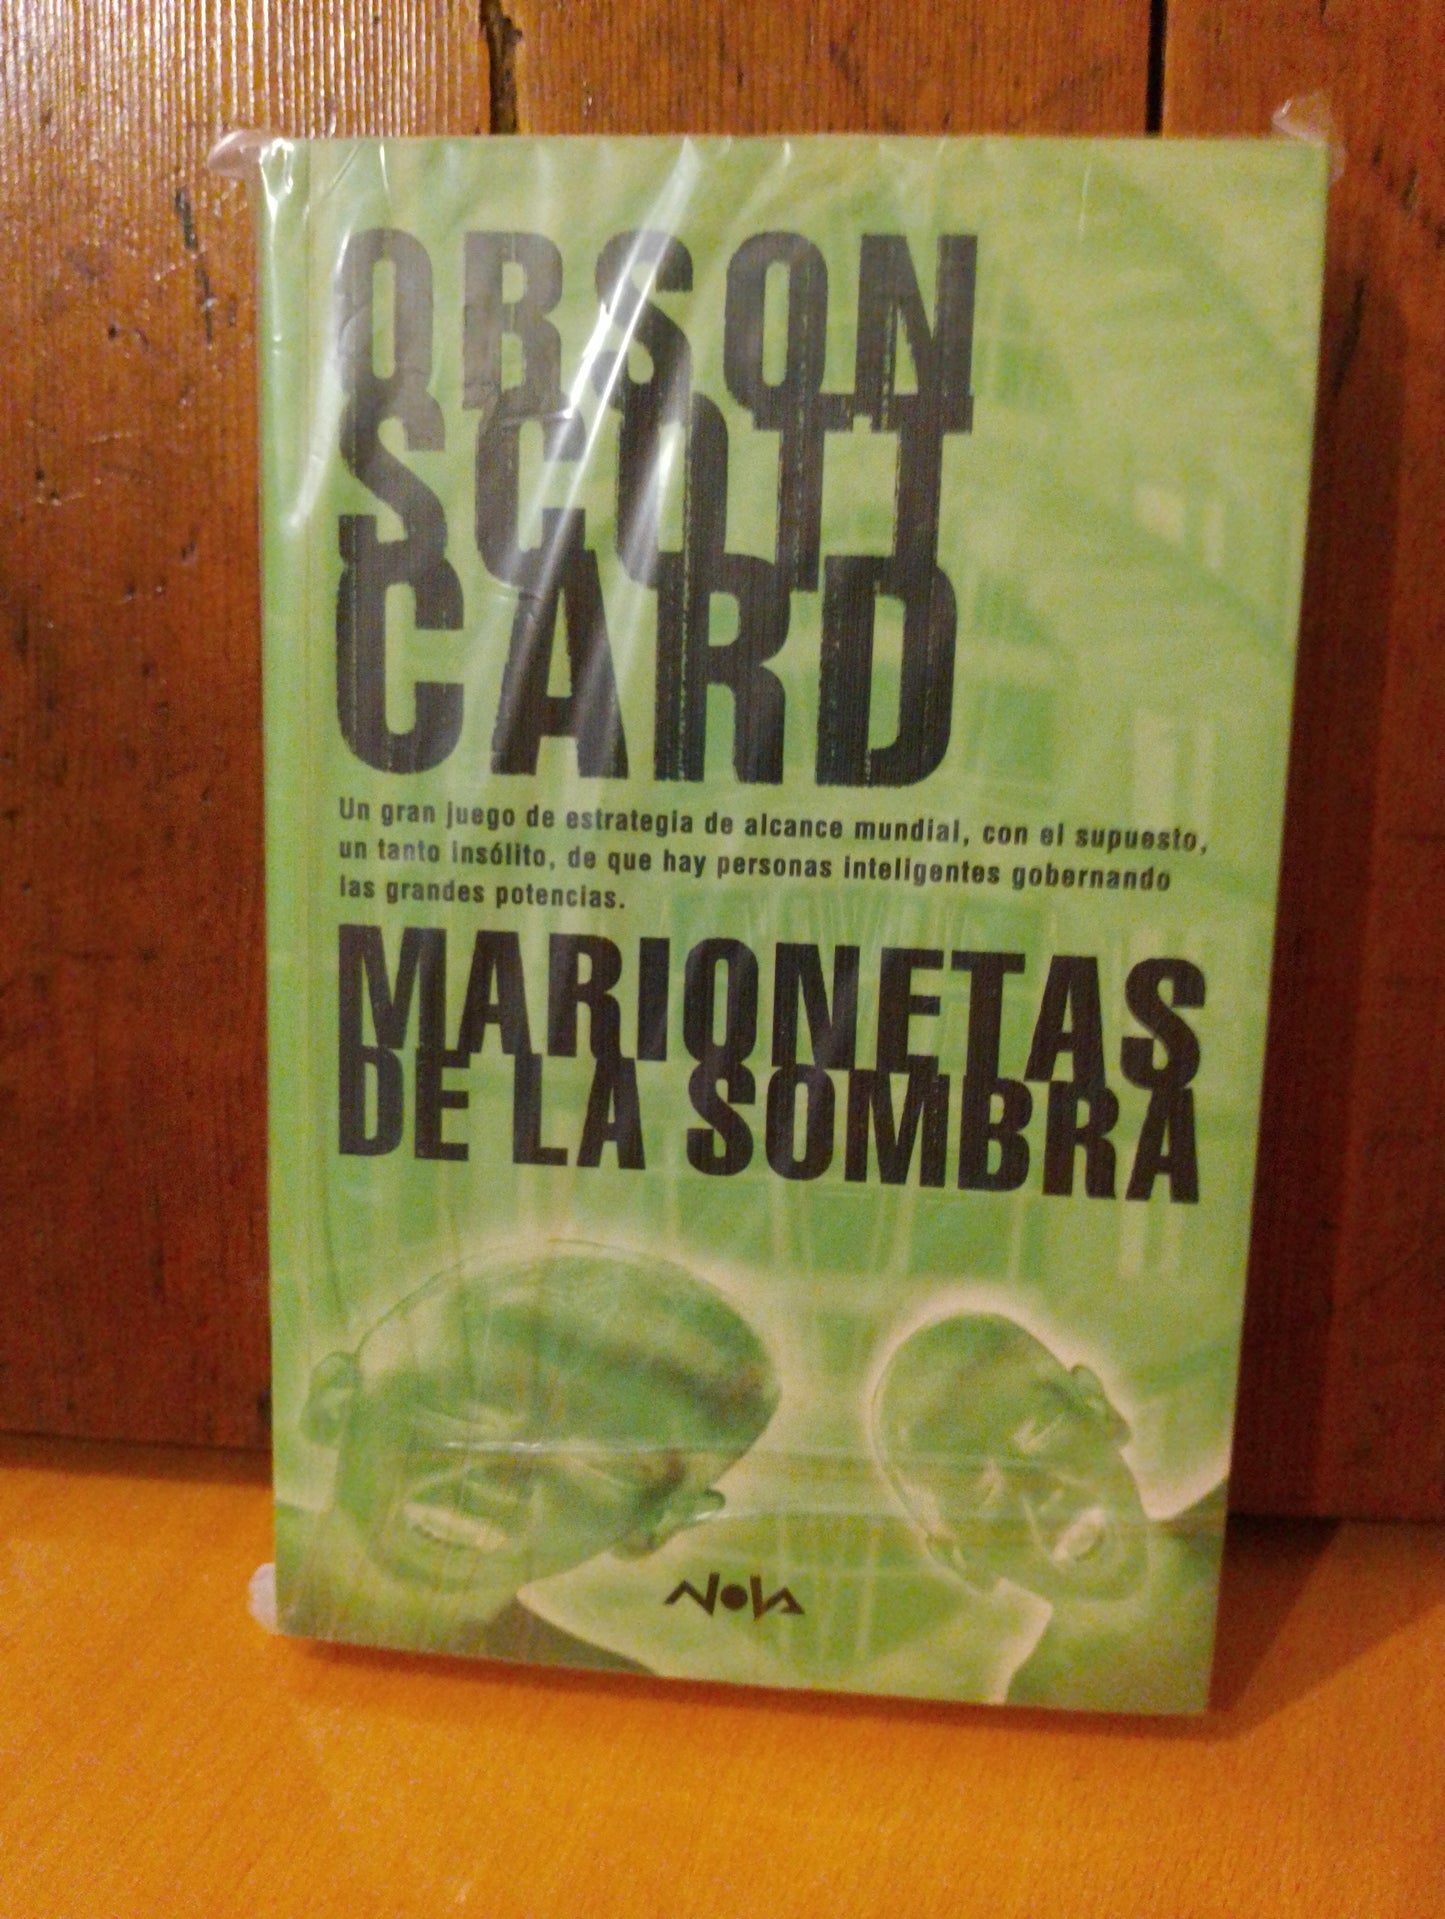 ORSON
SCOTT
CARD
Un gran juego de estrategia de alcance mundial, con el supuesto,
un tanto insólito, de que hay personas inteligentes gobernando
las grandes potencias.
MARIONETAS
DE LA SOMBRA
NOVA